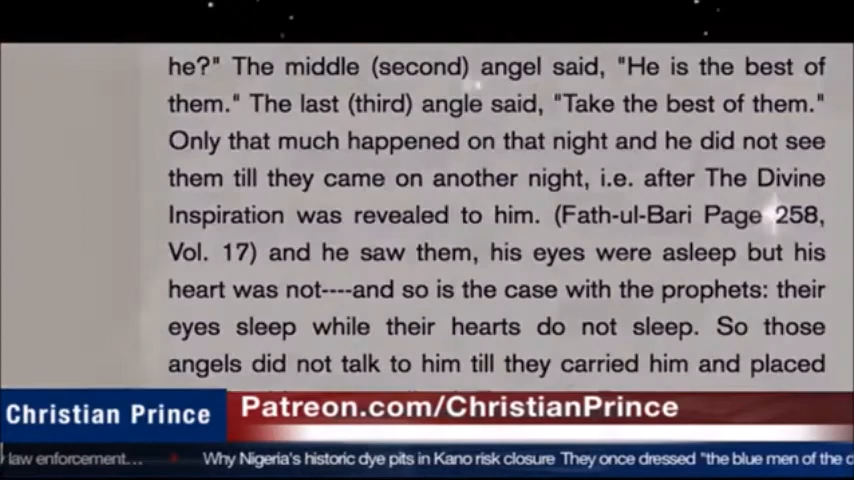 he?" The middle (second) angel said, "He is the best of
them." The last (third) angle said, "Take the best of them."
Only that much happened on that night and he did not see
them till they came on another night, i.e. after The Divine
Inspiration was revealed to him. (Fath-ul-Bari Page 258,
Vol. 17) and he saw them, his eyes were asleep but his
heart was not----and so is the case with the prophets: their
eyes sleep while their hearts do not sleep. So those
angels did not talk to him till they carried him and placed
Christian Prince
Patreon.com/ChristianPrince
law enforcement... Why Nigeria's historic dye pits in Kano risk closure They once dressed "the blue men of the